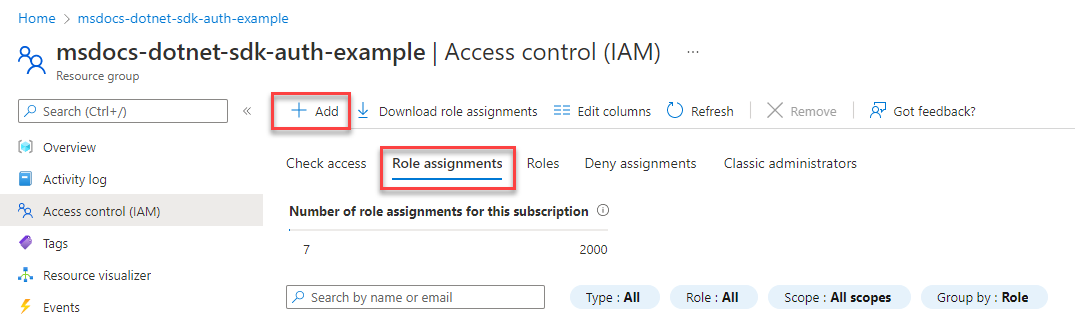 Home > msdocs-dotnet-sdk-auth-example
msdocs-dotnet-sdk-auth-example | Access control (IAM) ...
Resource group
Search (Ctrl+/) «
Overview
Activity log
Access control (IAM)
Tags
Resource visualizer
Events
+ Add Download role assignments Edit columns Refresh Remove Got feedback?
Check access Role assignments Roles Deny assignments Classic administrators
Number of role assignments for this subscription
7 2000
Search by name or email Type : All Role : All Scope : All scopes Group by : Role